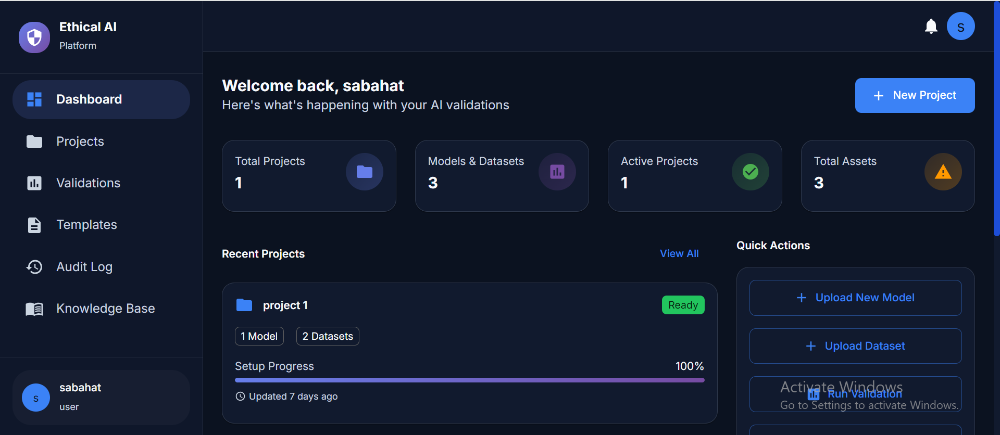 Ethical AI
Platform
S
Dashboard
Projects
Validations
Templates
Audit Log
Knowledge Base
s
sabahat
user
Welcome back, sabahat
Here's what's happening with your AI validations
New Project
Total Projects
1
Models & Datasets
3
Active Projects
1
Total Assets
3
Recent Projects
View All
project 1
Ready
1 Model
2 Datasets
Setup Progress
100%
Updated 7 days ago
Quick Actions
Upload New Model
Upload Dataset
Run Validation
Activate Windows
Go to Settings to activate Windows.